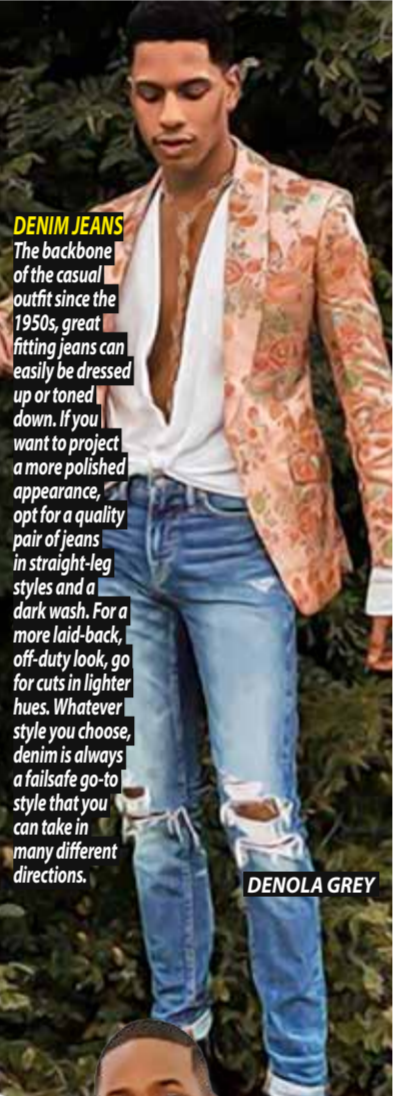 DENIM JEANS
The backbone
of the casual
outfit since the
1950s, great
fitting jeans can
easily be dressed
up or toned
down. If you
want to project
a more polished
appearance,
opt for a quality
pair of jeans
in straight-leg
styles and a
dark wash. For a
more laid-back,
off-duty look, go
for cuts in lighter
hues. Whatever
style you choose,
denim is always
a failsafe go-to
style that you
can take in
many different
directions.
DENOLA GREY